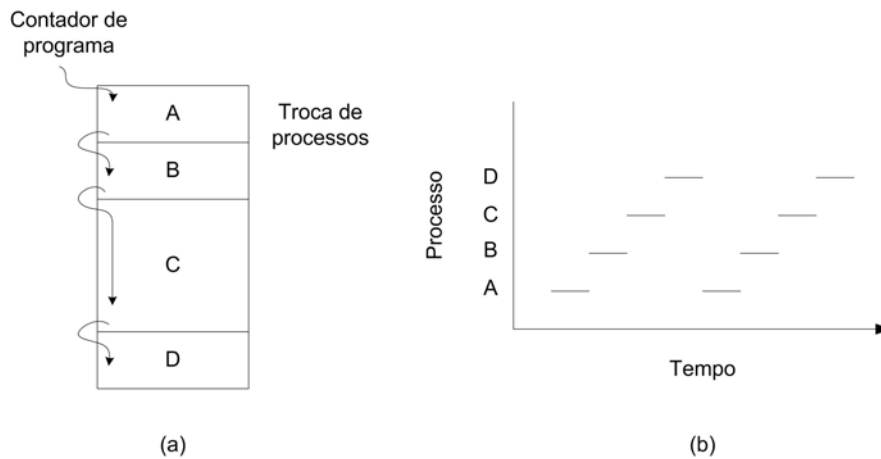 Contador de
programa
A
Troca de
processos
B
C
D
(a)
Processo
D
C
B
A
Tempo
(b)